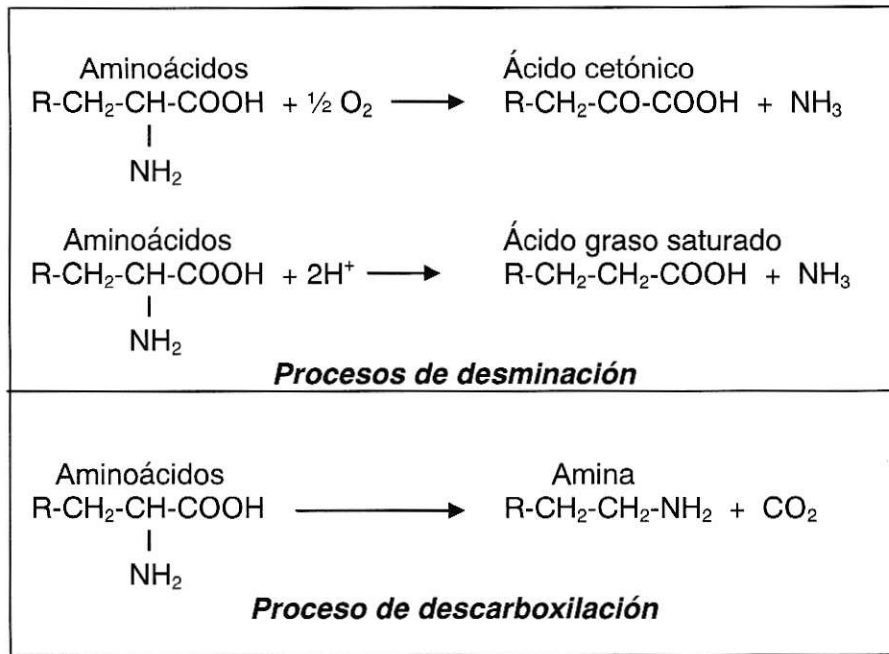 Aminoácidos Ácido cetónico
R-CH₂-CH-COOH + ½ O₂ ⟶ R-CH₂-CO-COOH + NH₃
|
NH₂
Aminoácidos Ácido graso saturado
R-CH₂-CH-COOH + 2H⁺ ⟶ R-CH₂-CH₂-COOH + NH₃
|
NH₂
Procesos de desminación
Aminoácidos Amina
R-CH₂-CH-COOH ⟶ R-CH₂-CH₂-NH₂ + CO₂
|
NH₂
Proceso de descarboxilación